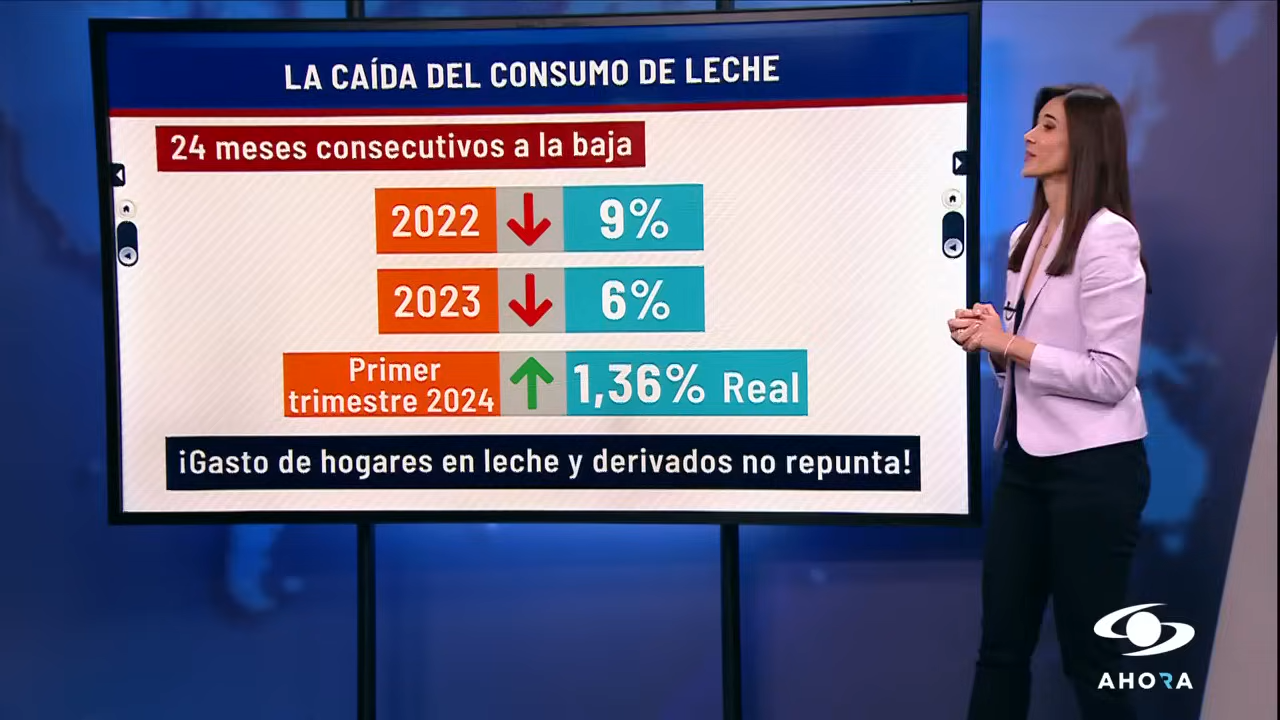 LA CAÍDA DEL CONSUMO DE LECHE
24 meses consecutivos a la baja
2022 9%
2023 6%
Primer
trimestre 2024
1,36% Real
¡Gasto de hogares en leche y derivados no repunta!
AHORA